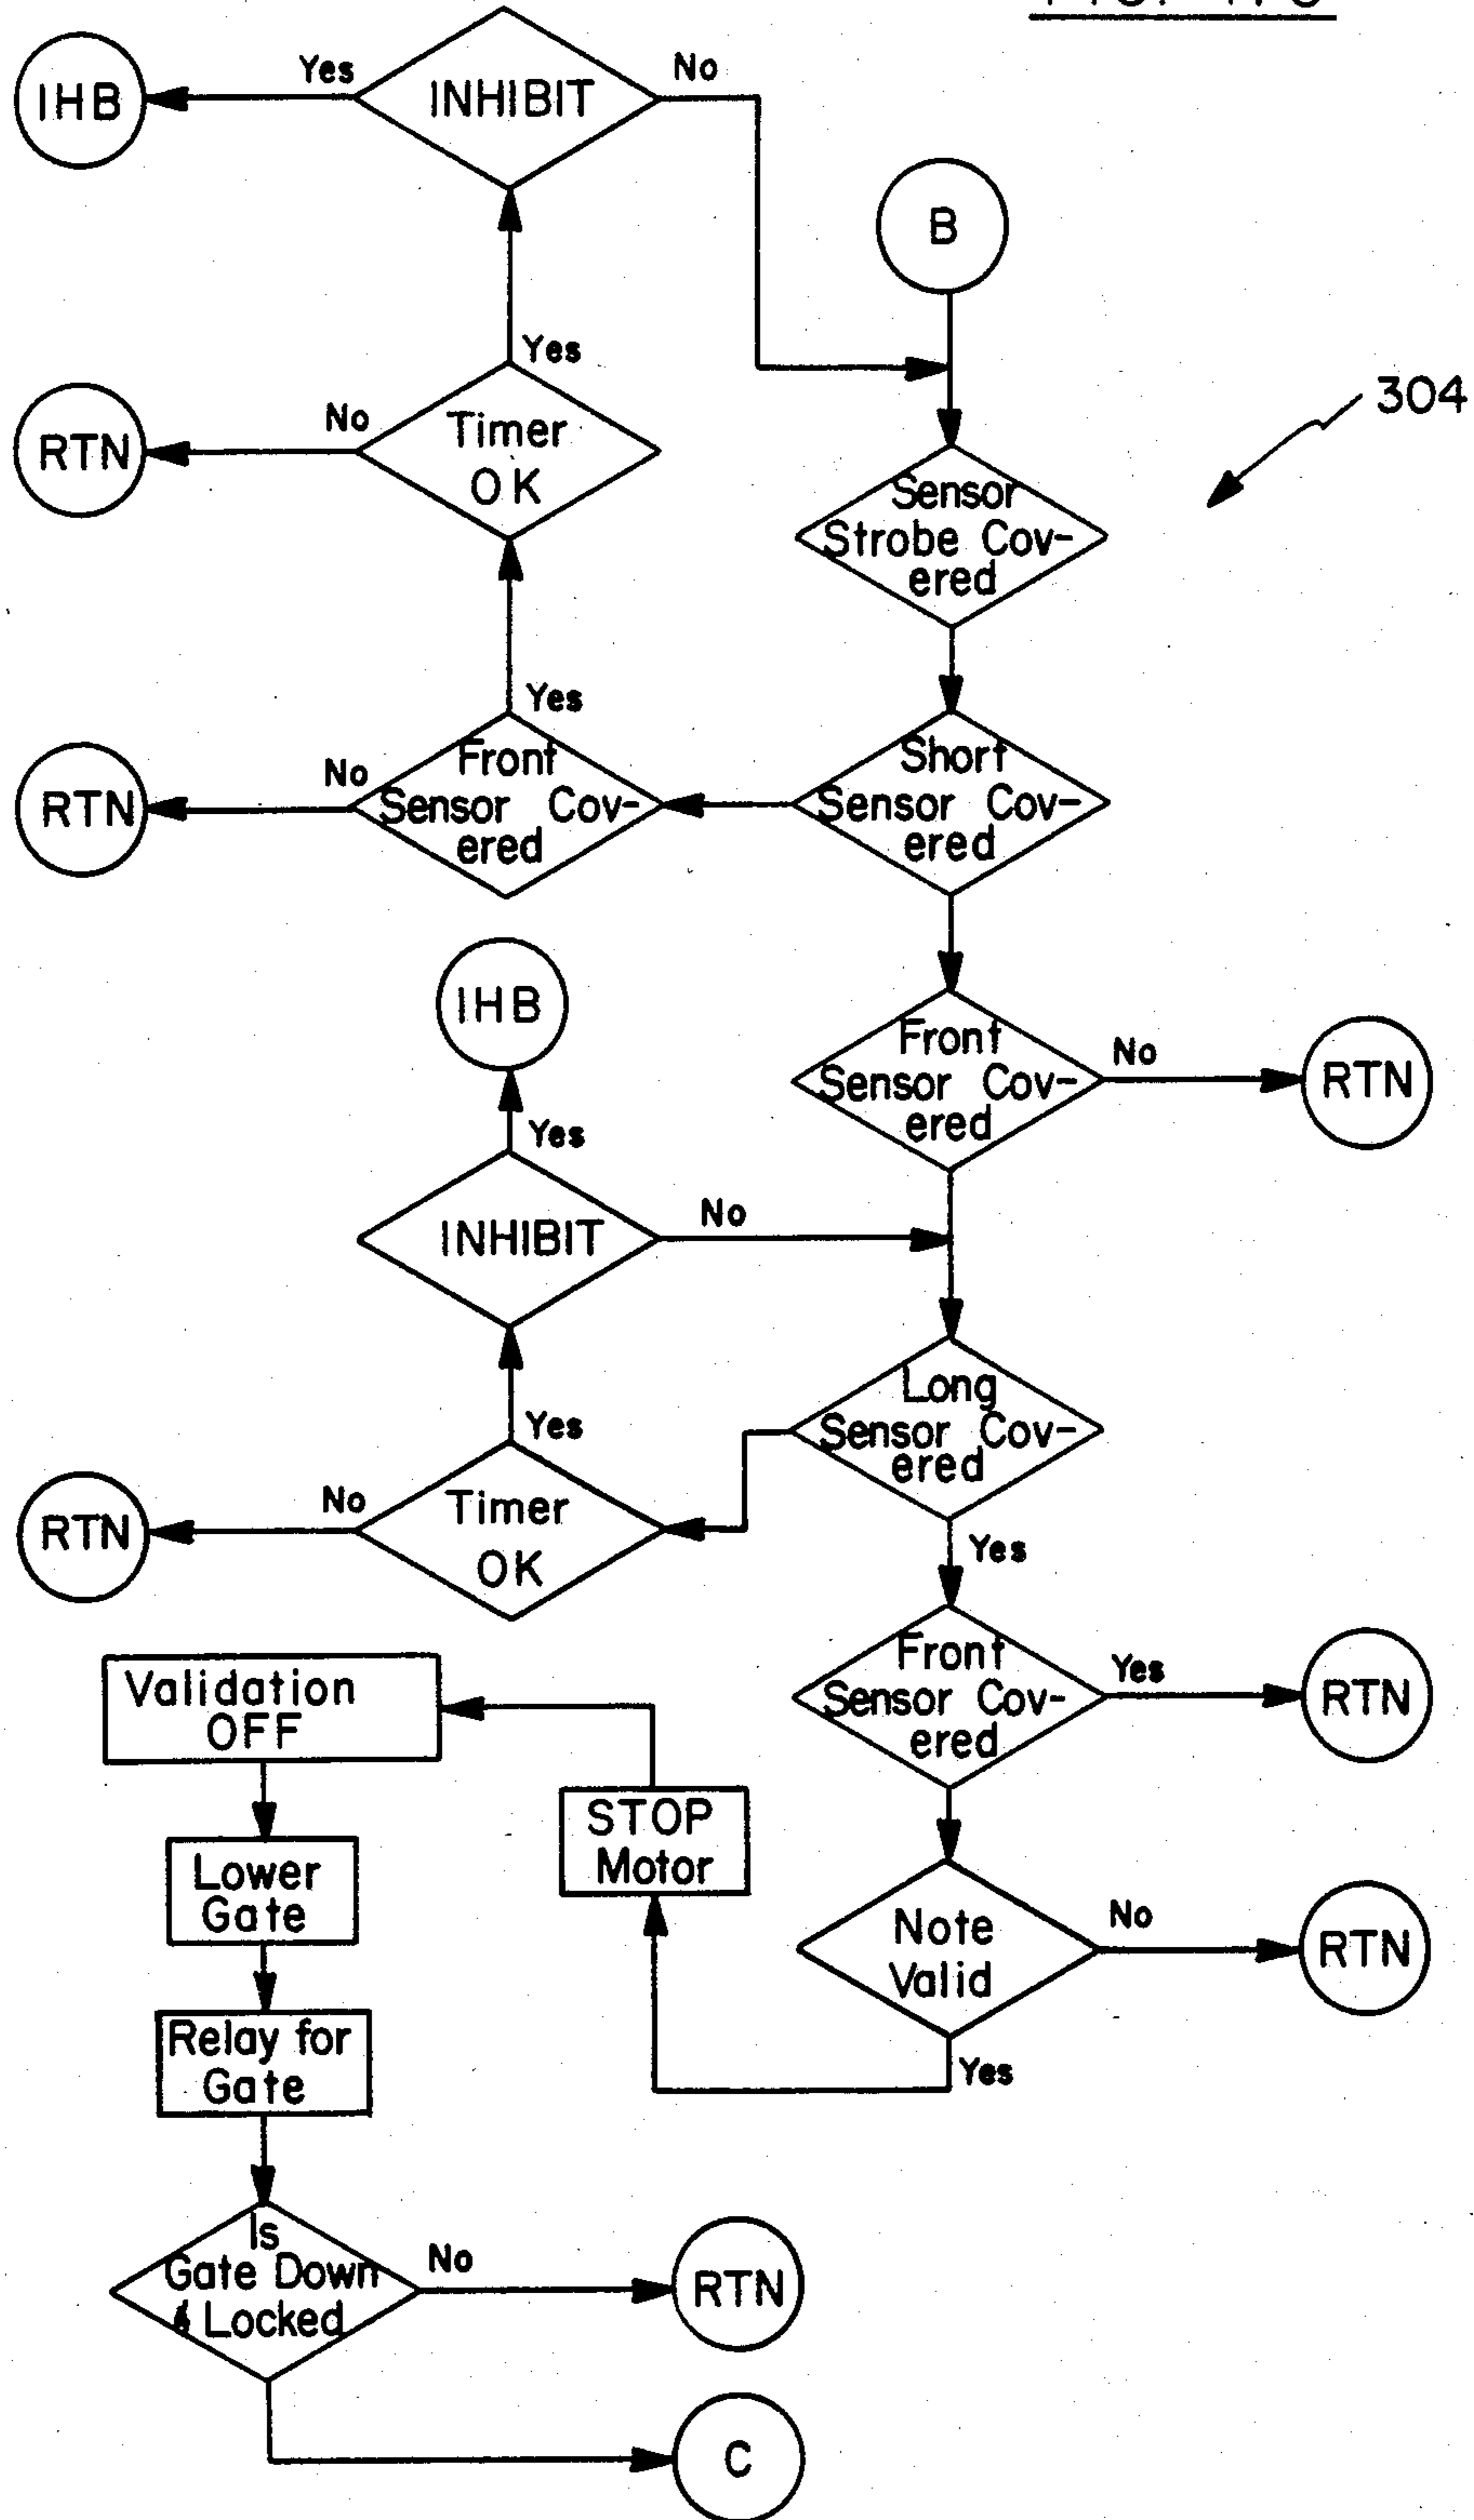 Yes
No
IHB
INHIBIT
B
Yes
304
No
RTN
Timer
OK
Sensor
Strobe Cov-
ered
Yes
No
RTN
Front
Sensor Cov-
ered
Short
Sensor Cov-
ered
IHB
Front
Sensor Cov-
ered
No
RTN
Yes
INHIBIT
No
Long
Sensor Cov-
ered
Yes
No
RTN
Timer
OK
Yes
Front
Sensor Cov-
ered
Yes
RTN
Validation
OFF
STOP
Motor
Lower
Gate
Note
Valid
No
RTN
Relay for
Gate
Yes
Is
Gate Down
& Locked
No
RTN
C